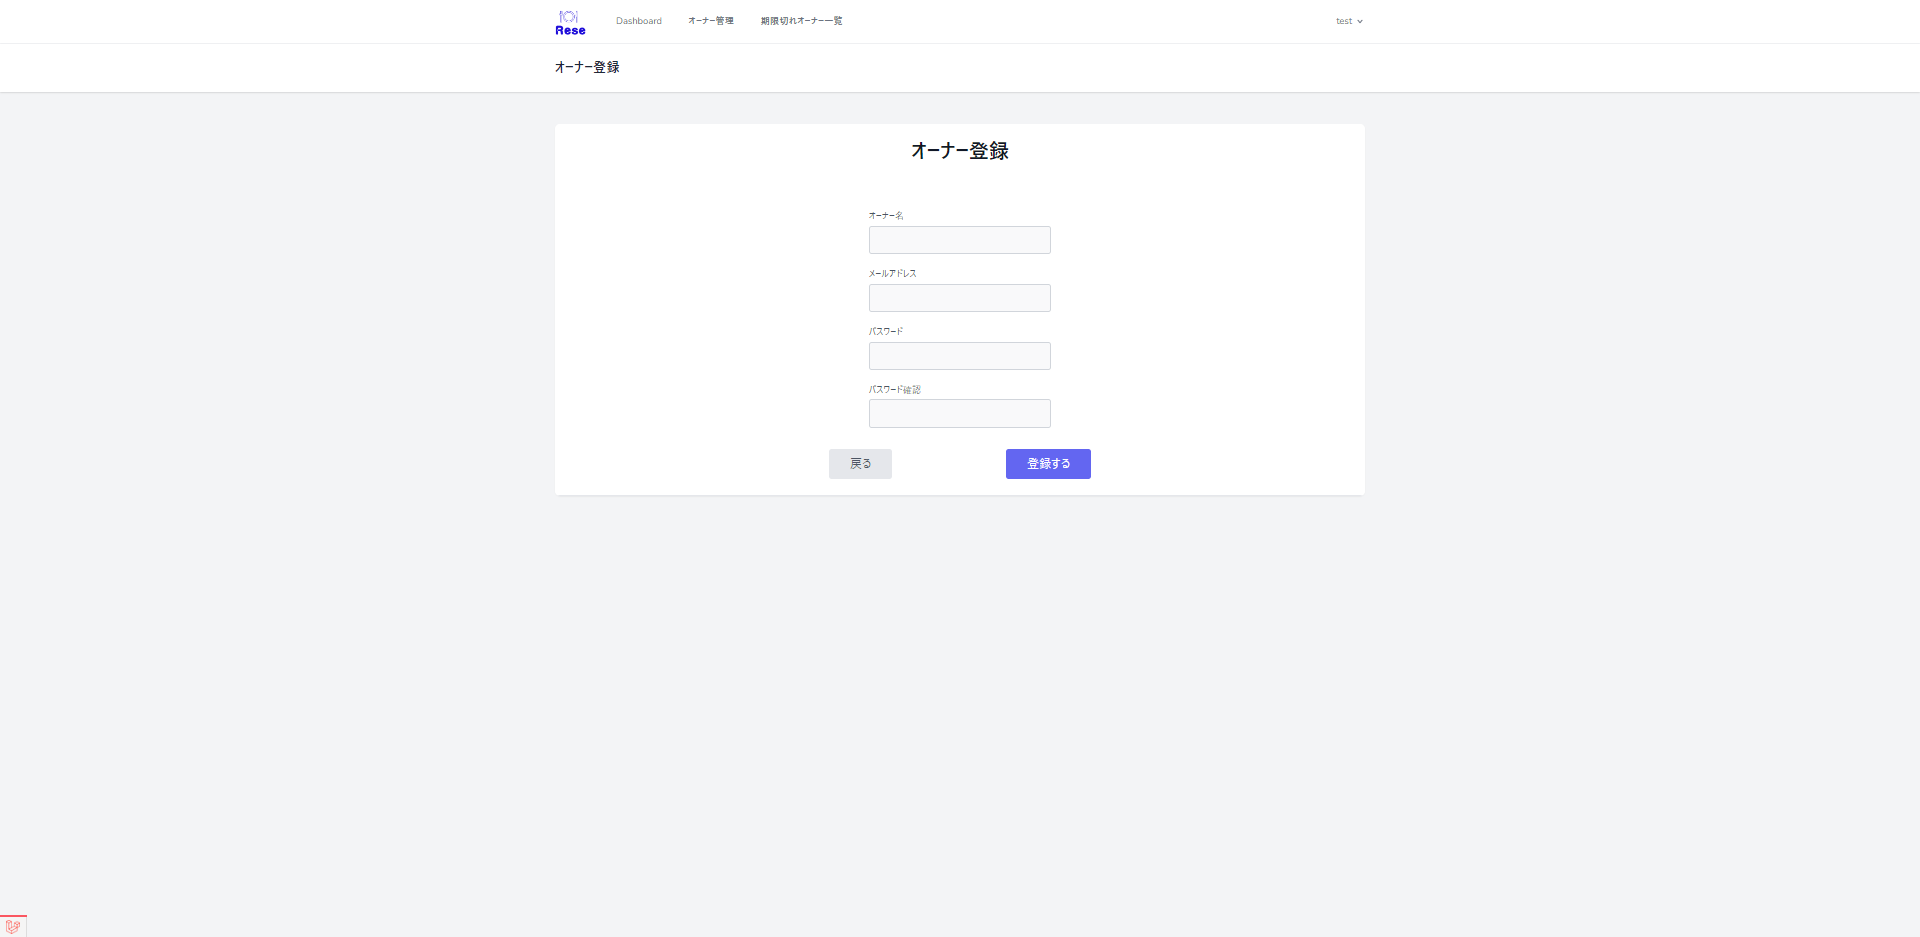 Rese
Dashboard オーナー管理 期限切れオーナー一覧 test
オーナー登録
オーナー登録
オーナー名
メールアドレス
パスワード
パスワード確認
戻る 登録する